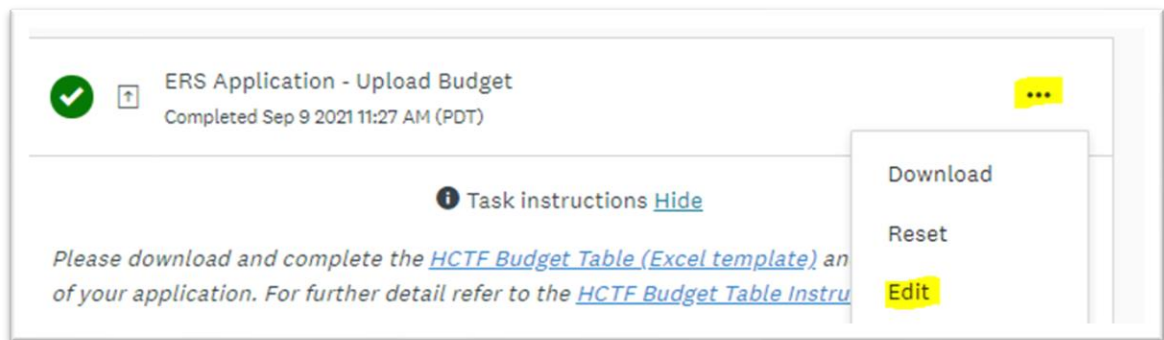 ERS Application - Upload Budget
•••
Completed Sep 9 2021 11:27 AM (PDT)
Download
Task instructions Hide
Reset
Please download and complete the HCTF Budget Table (Excel template)
of your application. For further detail refer to the HCTF Budget Table
Edit